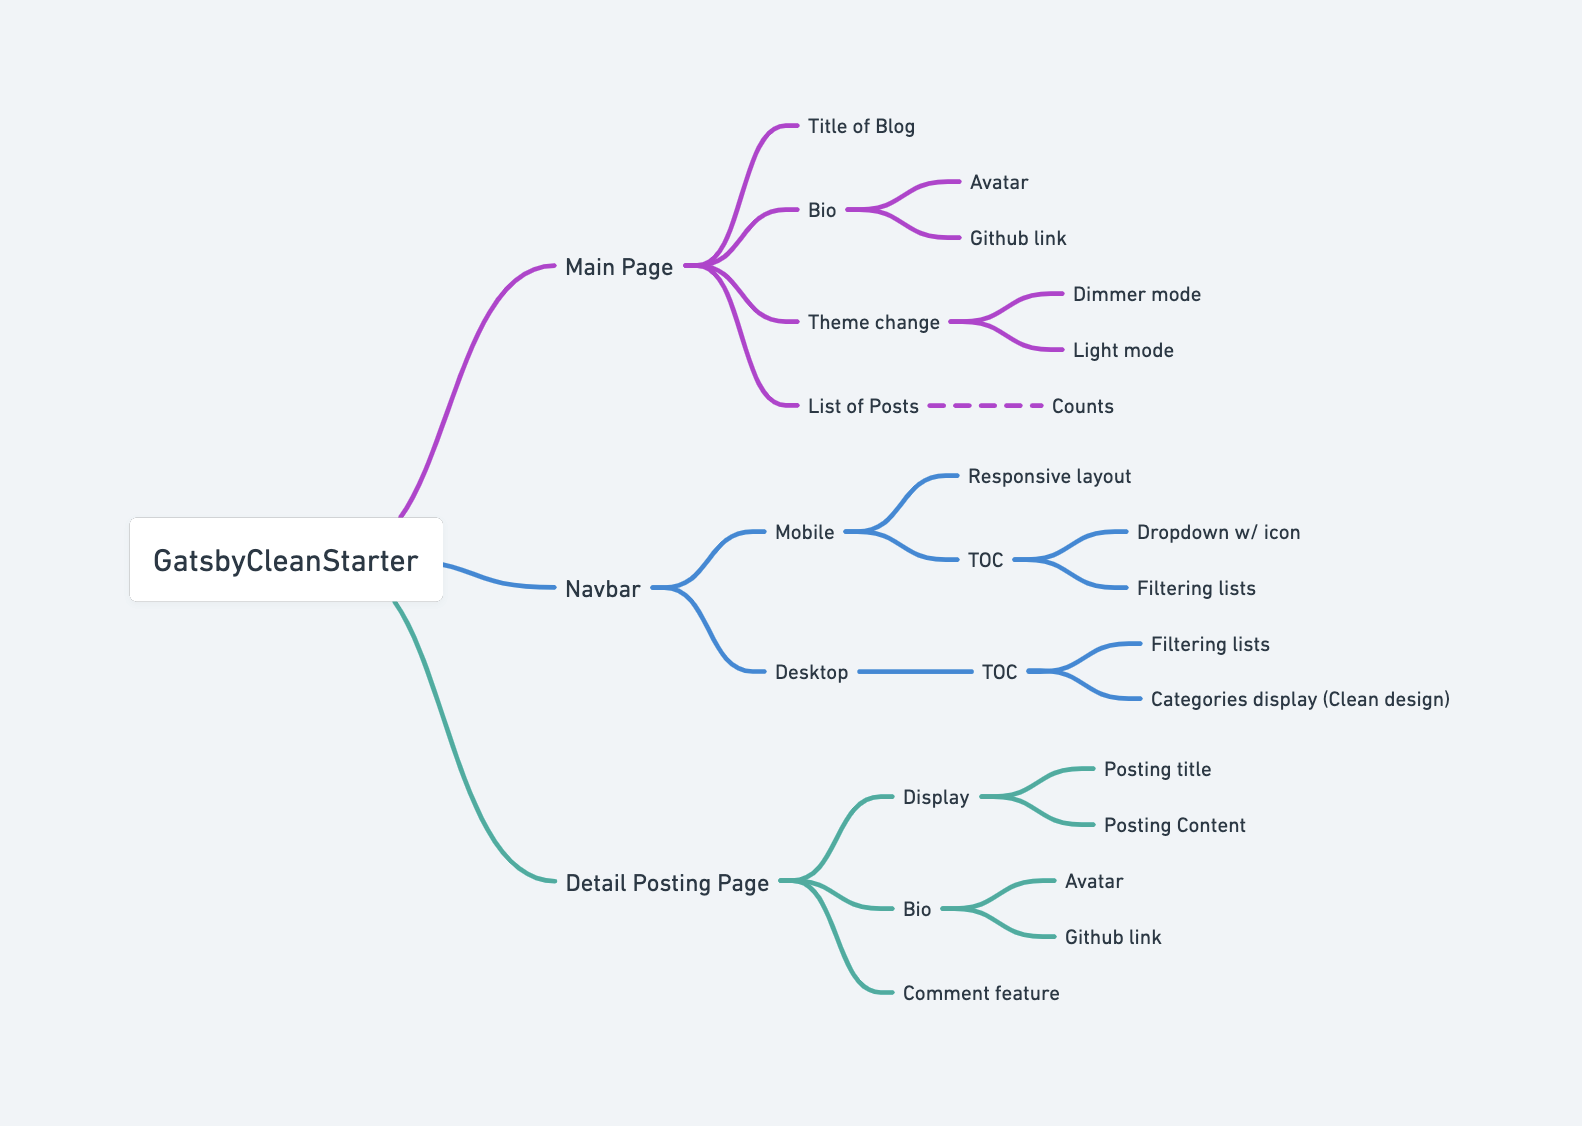 GatsbyCleanStarter
Main Page
Title of Blog
Bio
Avatar
Github link
Theme change
Dimmer mode
Light mode
List of Posts
Counts
Navbar
Mobile
Responsive layout
TOC
Dropdown w/ icon
Filtering lists
Desktop
TOC
Filtering lists
Categories display (Clean design)
Detail Posting Page
Display
Posting title
Posting Content
Bio
Avatar
Github link
Comment feature